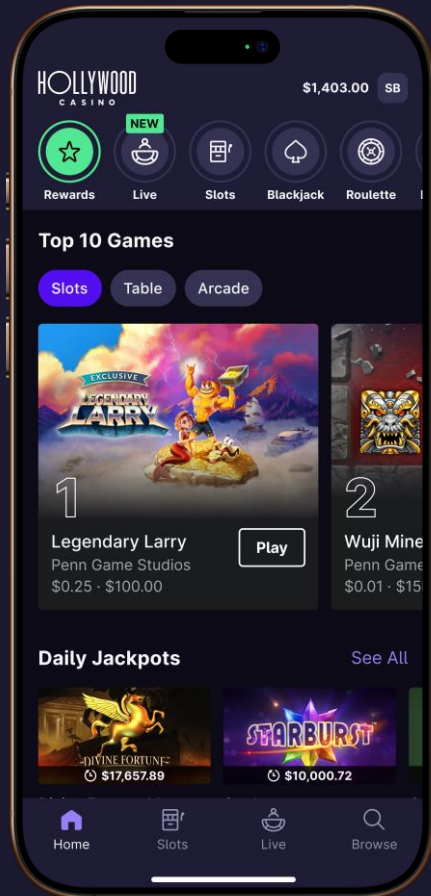 HOLLYWOOD
CASINO
$1,403.00 SB
NEW
Rewards Live Slots Blackjack Roulette
Top 10 Games
Slots Table Arcade
EXCLUSIVE
LEGENDARY
LARRY
1
2
Legendary Larry
Penn Game Studios
$0.25 · $100.00
Play
Wuji Mine
Penn Game
$0.01 · $15
Daily Jackpots See All
DIVINE FORTUNE
$17,657.89
STARBURST
$10,000.72
Home Slots Live Browse